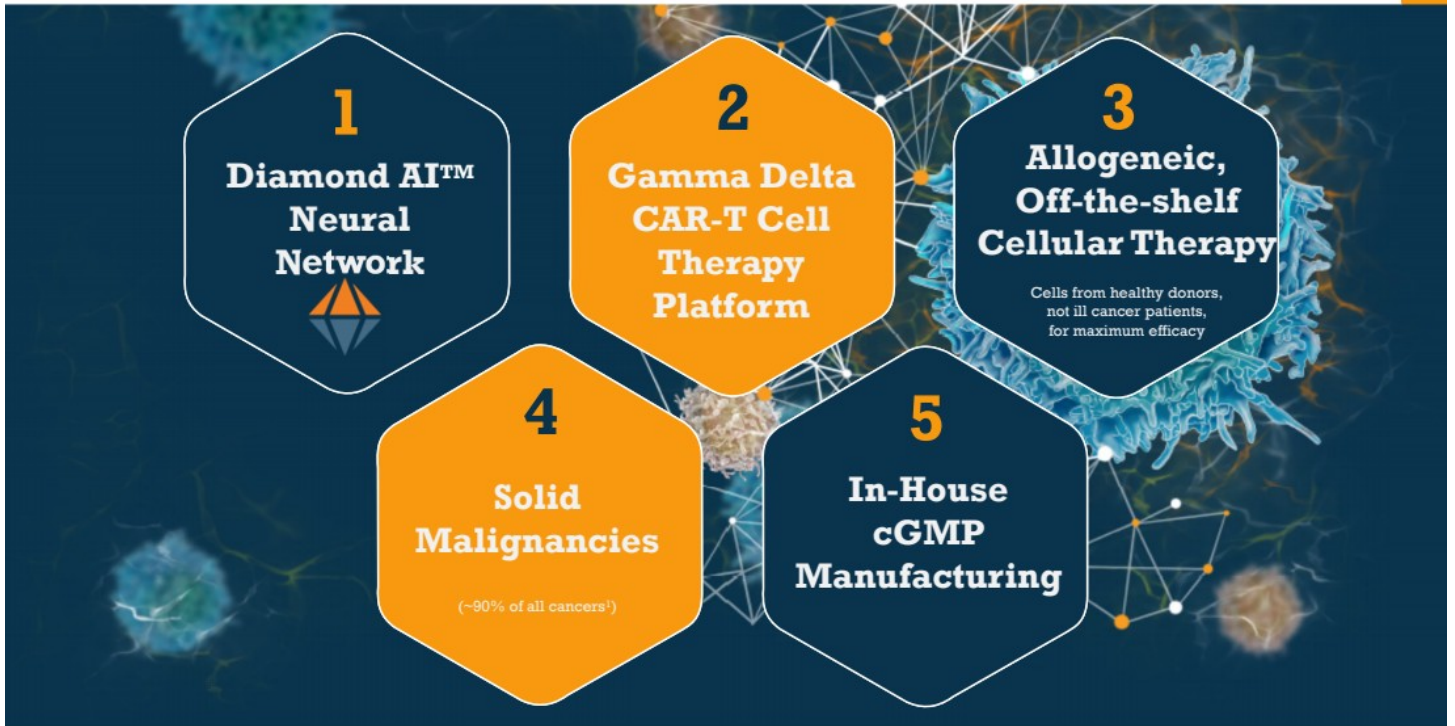 1
Diamond AI™
Neural
Network
2
Gamma Delta
CAR-T Cell
Therapy
Platform
3
Allogeneic,
Off-the-shelf
Cellular Therapy
Cells from healthy donors,
not ill cancer patients,
for maximum efficacy
4
Solid
Malignancies
(~90% of all cancers¹)
5
In-House
cGMP
Manufacturing